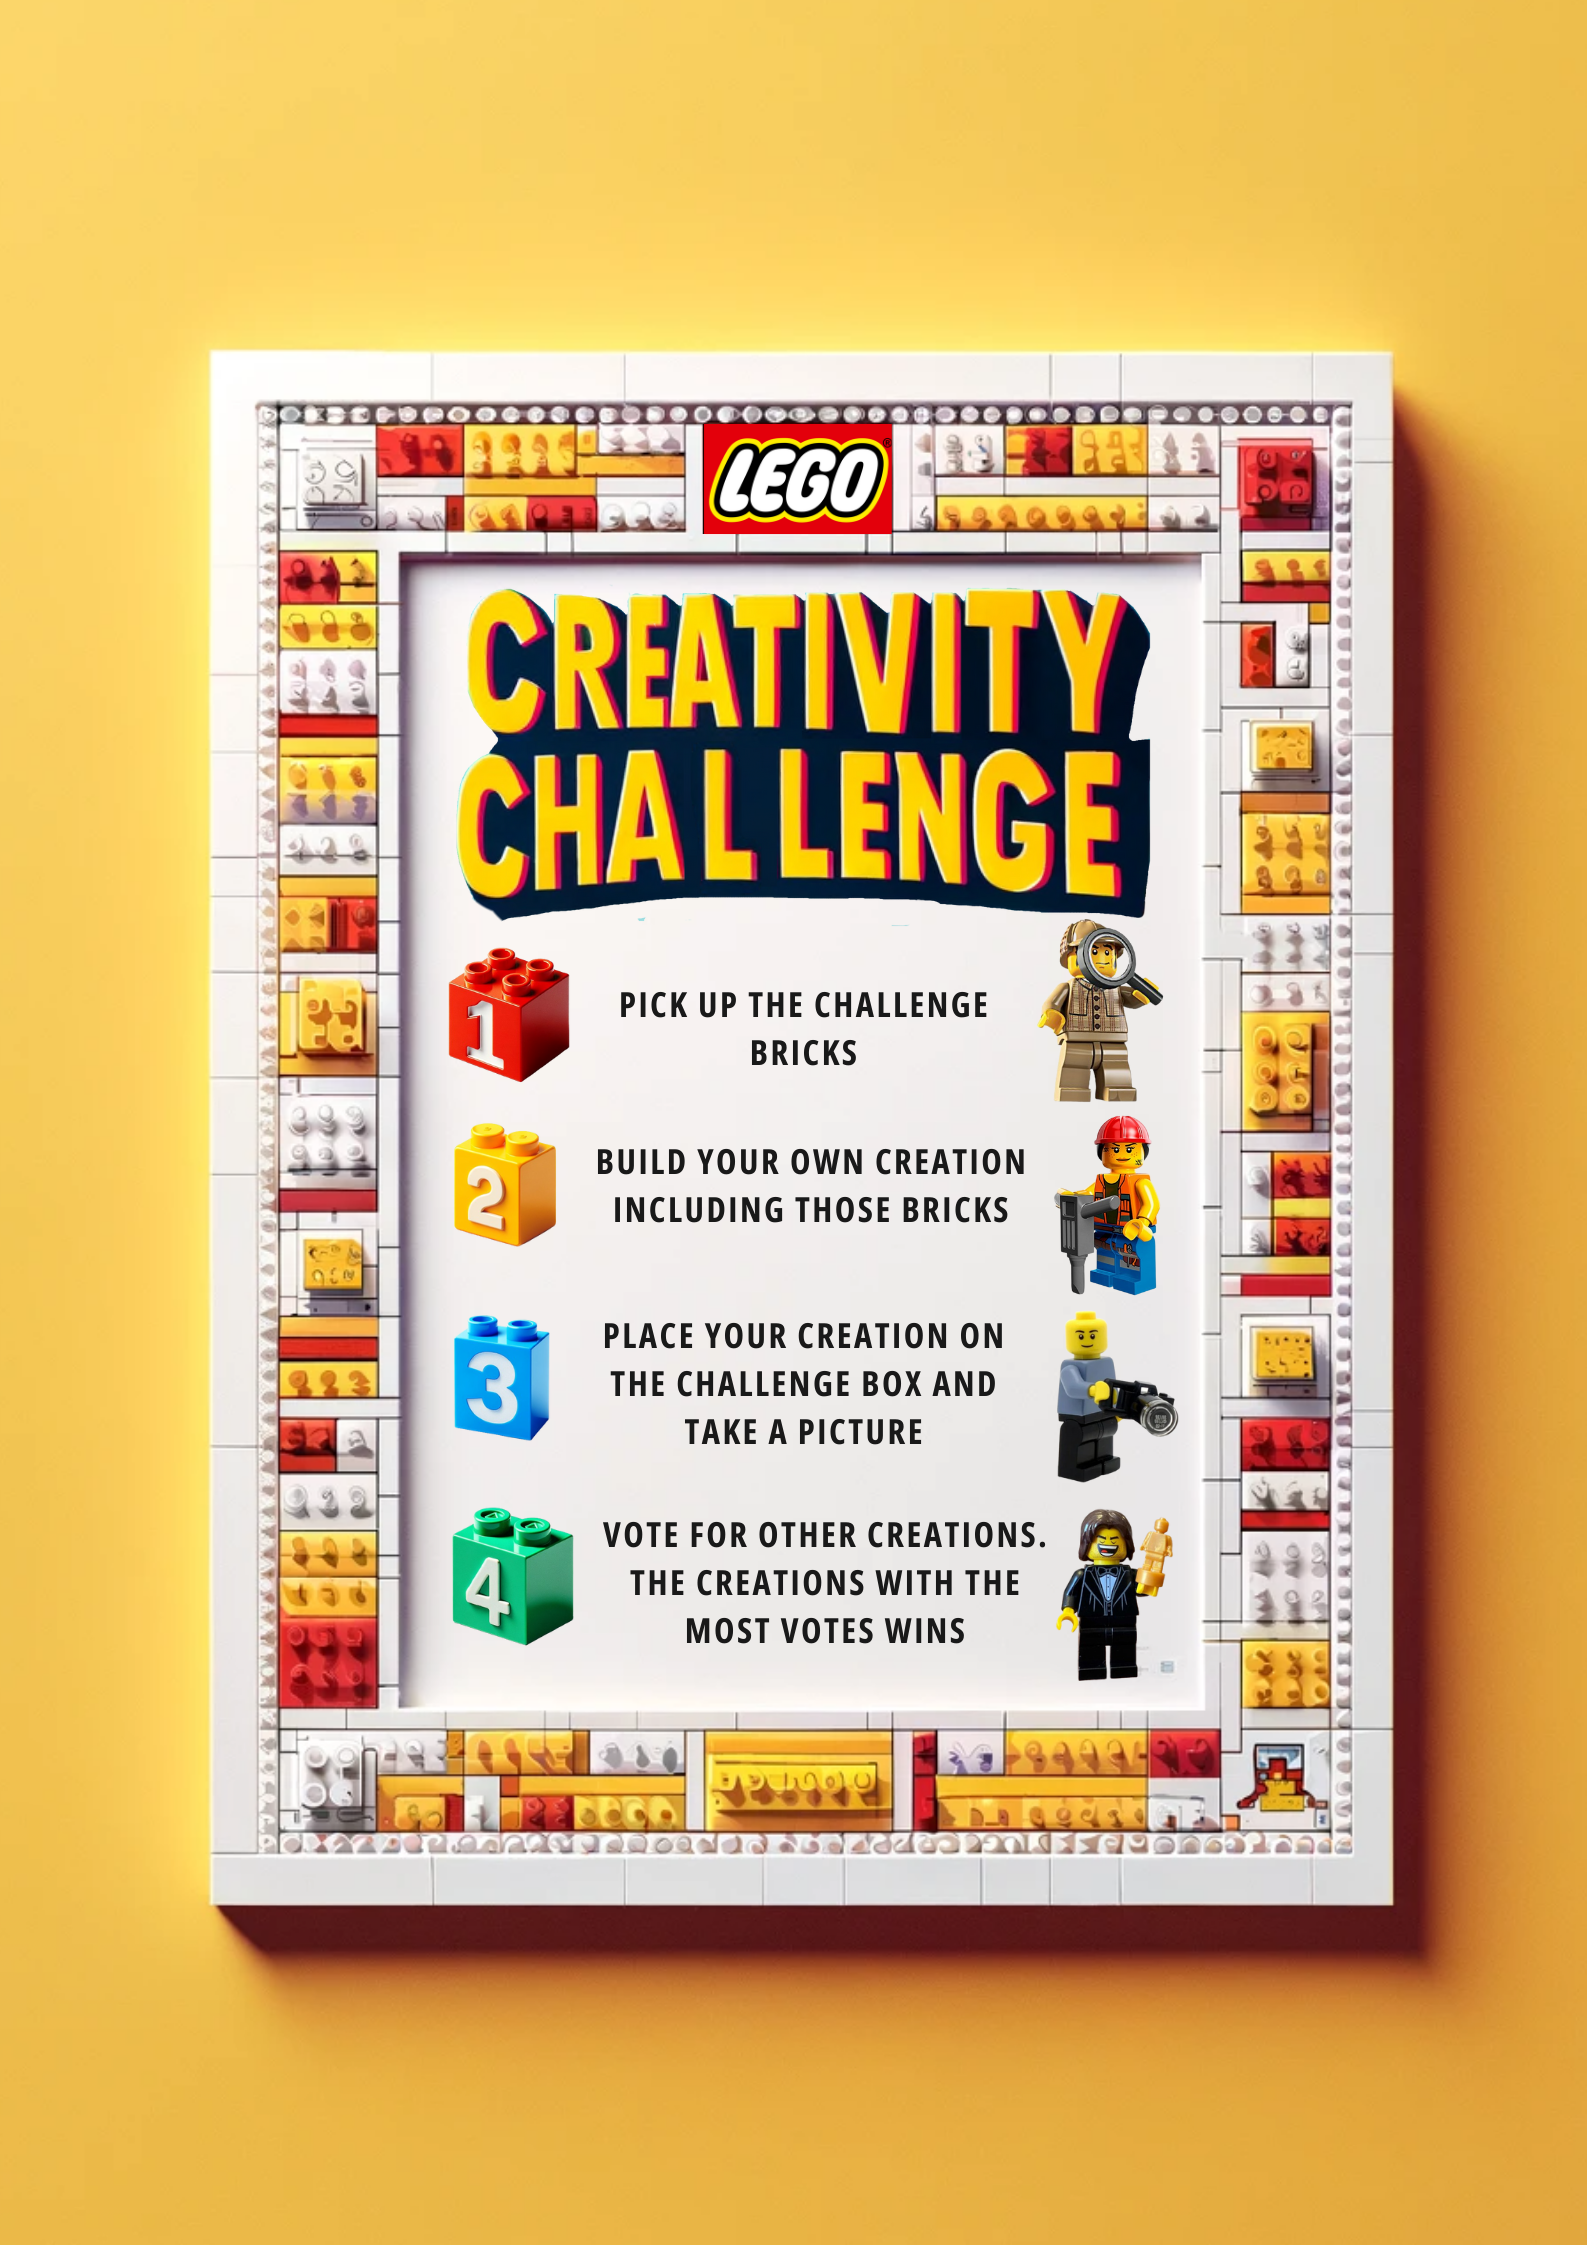 LEGO®
CREATIVITY
CHALLENGE
1
PICK UP THE CHALLENGE
BRICKS
2
BUILD YOUR OWN CREATION
INCLUDING THOSE BRICKS
3
PLACE YOUR CREATION ON
THE CHALLENGE BOX AND
TAKE A PICTURE
4
VOTE FOR OTHER CREATIONS.
THE CREATIONS WITH THE
MOST VOTES WINS